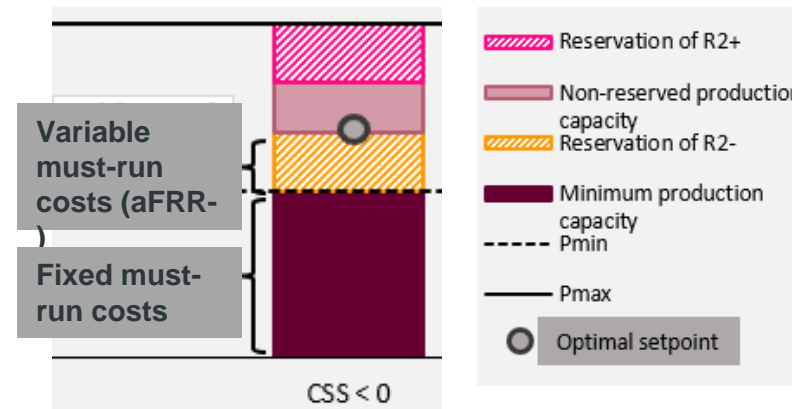 Variable
must-run
costs (aFRR-
)
Fixed must-
run costs
CSS < 0
Reservation of R2+
Non-reserved production
capacity
Reservation of R2-
Minimum production
capacity
Pmin
Pmax
Optimal setpoint